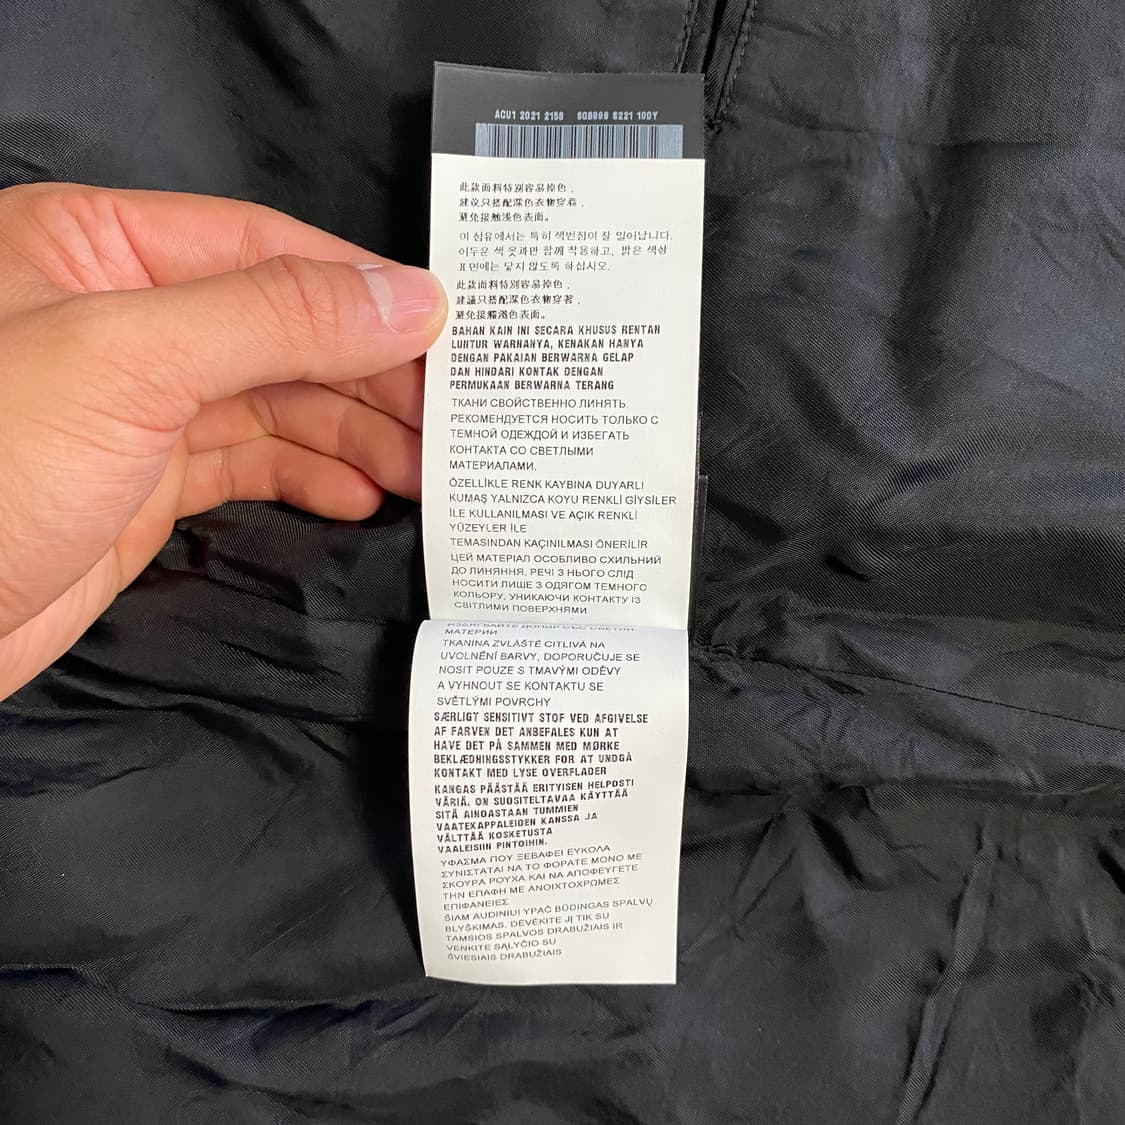 ACU1 2021 2158 6GB999 6221 10DY
此款面料特别容易掉色，
建议只搭配深色衣物穿着，
避免接触浅色表面。
이 섬유에서는 특히 색번짐이 잘 일어납니다.
어두운 색 옷과만 함께 착용하고, 밝은 색상
표면에는 닿지 않도록 하십시오.
此款面料特別容易掉色，
建議只搭配深色衣物穿著，
避免接觸淺色表面。
BAHAN KAIN INI SECARA KHUSUS RENTAN
LUNTUR WARNANYA, KENAKAN HANYA
DENGAN PAKAIAN BERWARNA GELAP
DAN HINDARI KONTAK DENGAN
PERMUKAAN BERWARNA TERANG
ТКАНИ СВОЙСТВЕННО ЛИНЯТЬ.
РЕКОМЕНДУЕТСЯ НОСИТЬ ТОЛЬКО С
ТЕМНОЙ ОДЕЖДОЙ И ИЗБЕГАТЬ
КОНТАКТА СО СВЕТЛЫМИ
МАТЕРИАЛАМИ.
ÖZELLİKLE RENK KAYBINA DUYARLI
KUMAŞ YALNIZCA KOYU RENKLİ GİYSİLER
İLE KULLANILMASI VE AÇIK RENKLİ
YÜZEYLER İLE
TEMASINDAN KAÇINILMASI ÖNERİLİR
ЦЕЙ МАТЕРІАЛ ОСОБЛИВО СХИЛЬНИЙ
ДО ЛИНЯННЯ, РЕЧІ З НЬОГО СЛІД
НОСИТИ ЛИШЕ З ОДЯГОМ ТЕМНОГО
КОЛЬОРУ, УНИКАЮЧИ КОНТАКТУ ІЗ
СВІТЛИМИ ПОВЕРХНЯМИ
ИЗБЯГВАЙТЕ ДОПИР СЪС СВЕТЛИ
МАТЕРИИ
TKANINA ZVLÁŠTĚ CITLIVÁ NA
UVOLNĚNÍ BARVY, DOPORUČUJE SE
NOSIT POUZE S TMAVÝMI ODĚVY
A VYHNOUT SE KONTAKTU SE
SVĚTLÝMI POVRCHY
SÆRLIGT SENSITIVT STOF VED AFGIVELSE
AF FARVEN DET ANBEFALES KUN AT
HAVE DET PÅ SAMMEN MED MØRKE
BEKLÆDNINGSSTYKKER FOR AT UNDGÅ
KONTAKT MED LYSE OVERFLADER
KANGAS PÄÄSTÄÄ ERITYISEN HELPOSTI
VÄRIÄ. ON SUOSITELTAVAA KÄYTTÄÄ
SITÄ AINOASTAAN TUMMIEN
VAATEKAPPALEIDEN KANSSA JA
VÄLTTÄÄ KOSKETUSTA
VAALEISIIN PINTOIHIN.
ΥΦΑΣΜΑ ΠΟΥ ΞΕΒΑΦΕΙ ΕΥΚΟΛΑ
ΣΥΝΙΣΤΑΤΑΙ ΝΑ ΤΟ ΦΟΡΑΤΕ ΜΟΝΟ ΜΕ
ΣΚΟΥΡΑ ΡΟΥΧΑ ΚΑΙ ΝΑ ΑΠΟΦΕΥΓΕΤΕ
ΤΗΝ ΕΠΑΦΗ ΜΕ ΑΝΟΙΧΤΟΧΡΩΜΕΣ
ΕΠΙΦΑΝΕΙΕΣ
ŠIAM AUDINIUI YPAČ BŪDINGAS SPALVŲ
BLYŠKIMAS. DĖVĖKITE JĮ TIK SU
TAMSIOS SPALVOS DRABUŽIAIS IR
VENKITE SĄLYČIO SU
ŠVIESIAIS DRABUŽIAIS